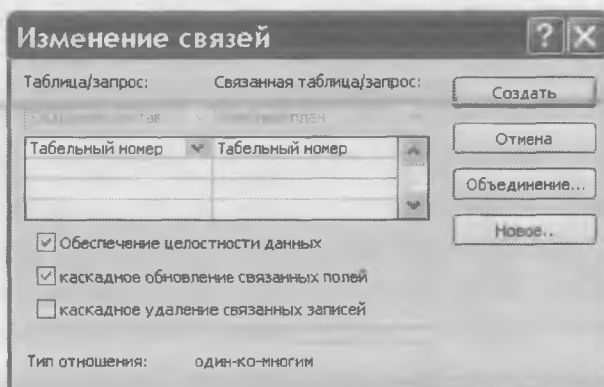 Изменение связей
Таблица/запрос: Связанная таблица/запрос:
Создать
план
Табельный номер Табельный номер
Отмена
Объединение...
Новое..
Обеспечение целостности данных
каскадное обновление связанных полей
каскадное удаление связанных записей
Тип отношения: один-ко-многим